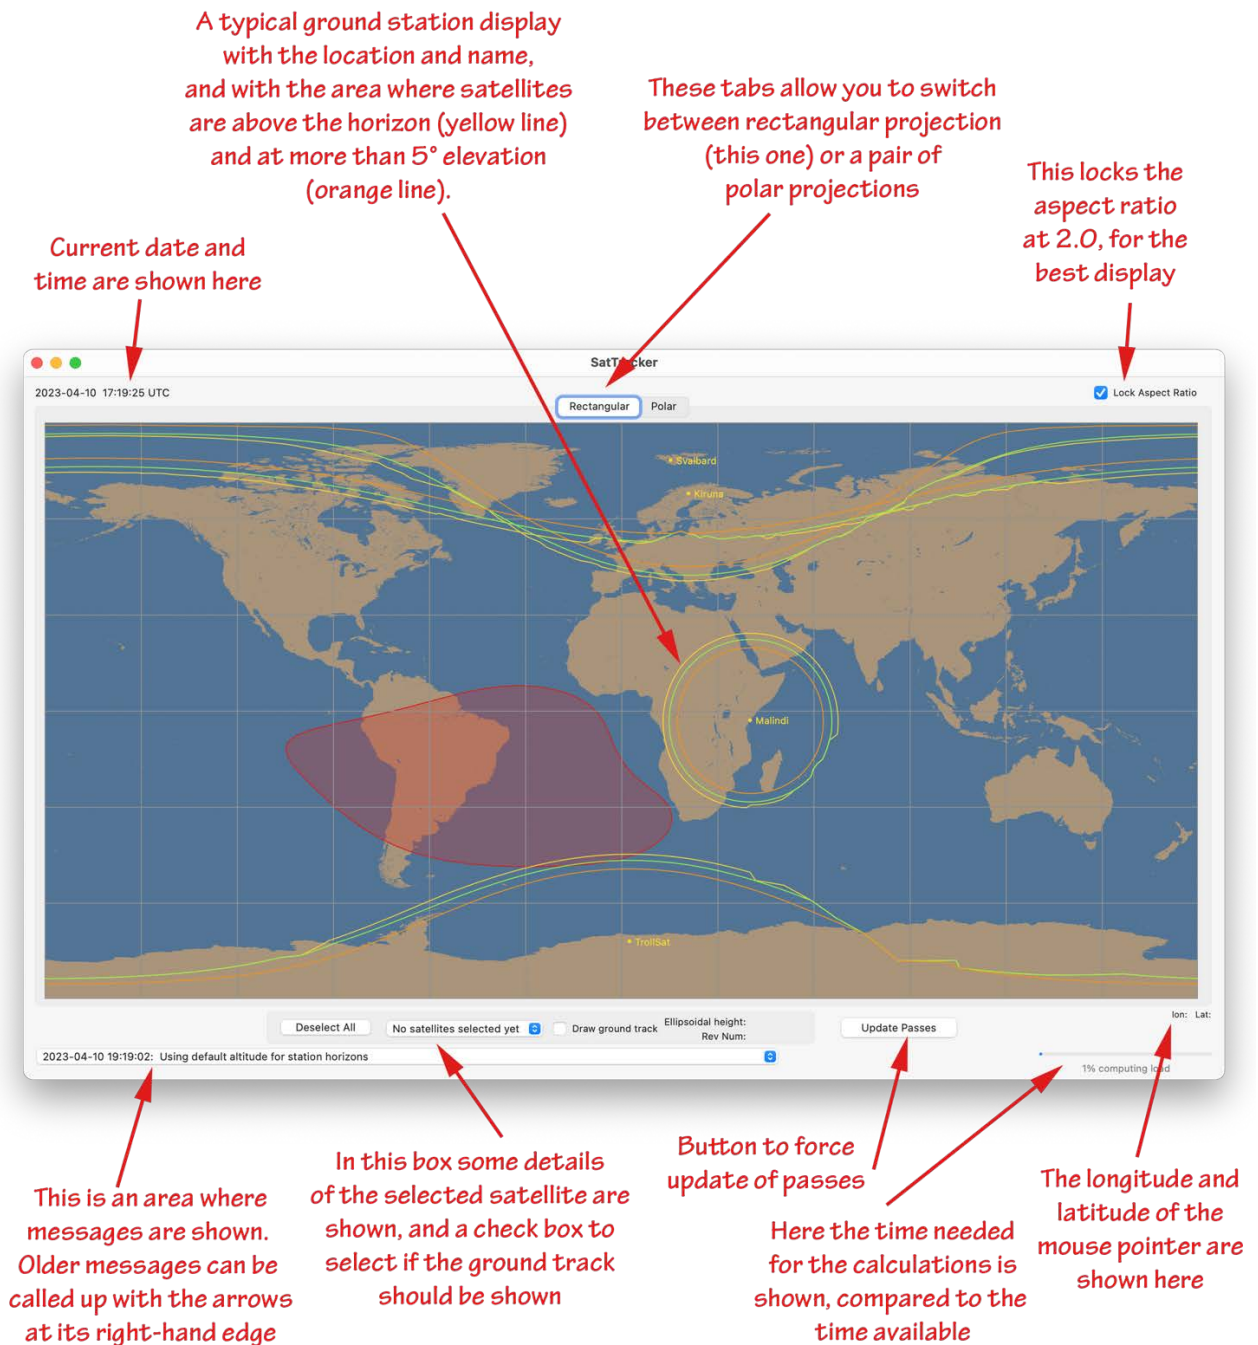 A typical ground station display
with the location and name,
and with the area where satellites
are above the horizon (yellow line)
and at more than 5° elevation
(orange line).
These tabs allow you to switch
between rectangular projection
(this one) or a pair of
polar projections
This locks the
aspect ratio
at 2.0, for the
best display
Current date and
time are shown here
SatTracker
2023-04-10 17:19:25 UTC
Rectangular Polar
Lock Aspect Ratio
Svalbard
Kiruna
Malindi
TrollSat
Deselect All
No satellites selected yet
Draw ground track
Ellipsoidal height:
Rev Num:
Update Passes
lon: Lat:
2023-04-10 19:19:02: Using default altitude for station horizons
1% computing load
This is an area where
messages are shown.
Older messages can be
called up with the arrows
at its right-hand edge
In this box some details
of the selected satellite are
shown, and a check box to
select if the ground track
should be shown
Button to force
update of passes
Here the time needed
for the calculations is
shown, compared to the
time available
The longitude and
latitude of the
mouse pointer are
shown here